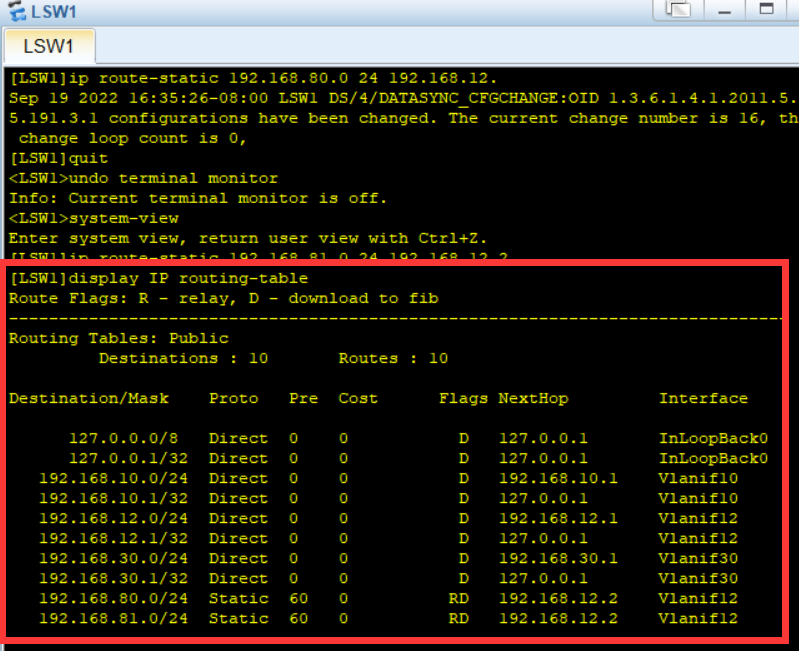 LSW1
LSW1
[LSW1]ip route-static 192.168.80.0 24 192.168.12.
Sep 19 2022 16:35:26-08:00 LSW1 DS/4/DATASYNC_CFGCHANGE:OID 1.3.6.1.4.1.2011.5.
5.191.3.1 configurations have been changed. The current change number is 16, th
change loop count is 0,
[LSW1]quit
<LSW1>undo terminal monitor
Info: Current terminal monitor is off.
<LSW1>system-view
Enter system view, return user view with Ctrl+Z.
[LSW1]ip route-static 192.168.81.0 24 192.168.12.2
[LSW1]display IP routing-table
Route Flags: R - relay, D - download to fib
------------------------------------------------------------------------------
Routing Tables: Public
Destinations : 10 Routes : 10
Destination/Mask Proto Pre Cost Flags NextHop Interface
127.0.0.0/8 Direct 0 0 D 127.0.0.1 InLoopBack0
127.0.0.1/32 Direct 0 0 D 127.0.0.1 InLoopBack0
192.168.10.0/24 Direct 0 0 D 192.168.10.1 Vlanif10
192.168.10.1/32 Direct 0 0 D 127.0.0.1 Vlanif10
192.168.12.0/24 Direct 0 0 D 192.168.12.1 Vlanif12
192.168.12.1/32 Direct 0 0 D 127.0.0.1 Vlanif12
192.168.30.0/24 Direct 0 0 D 192.168.30.1 Vlanif30
192.168.30.1/32 Direct 0 0 D 127.0.0.1 Vlanif30
192.168.80.0/24 Static 60 0 RD 192.168.12.2 Vlanif12
192.168.81.0/24 Static 60 0 RD 192.168.12.2 Vlanif12